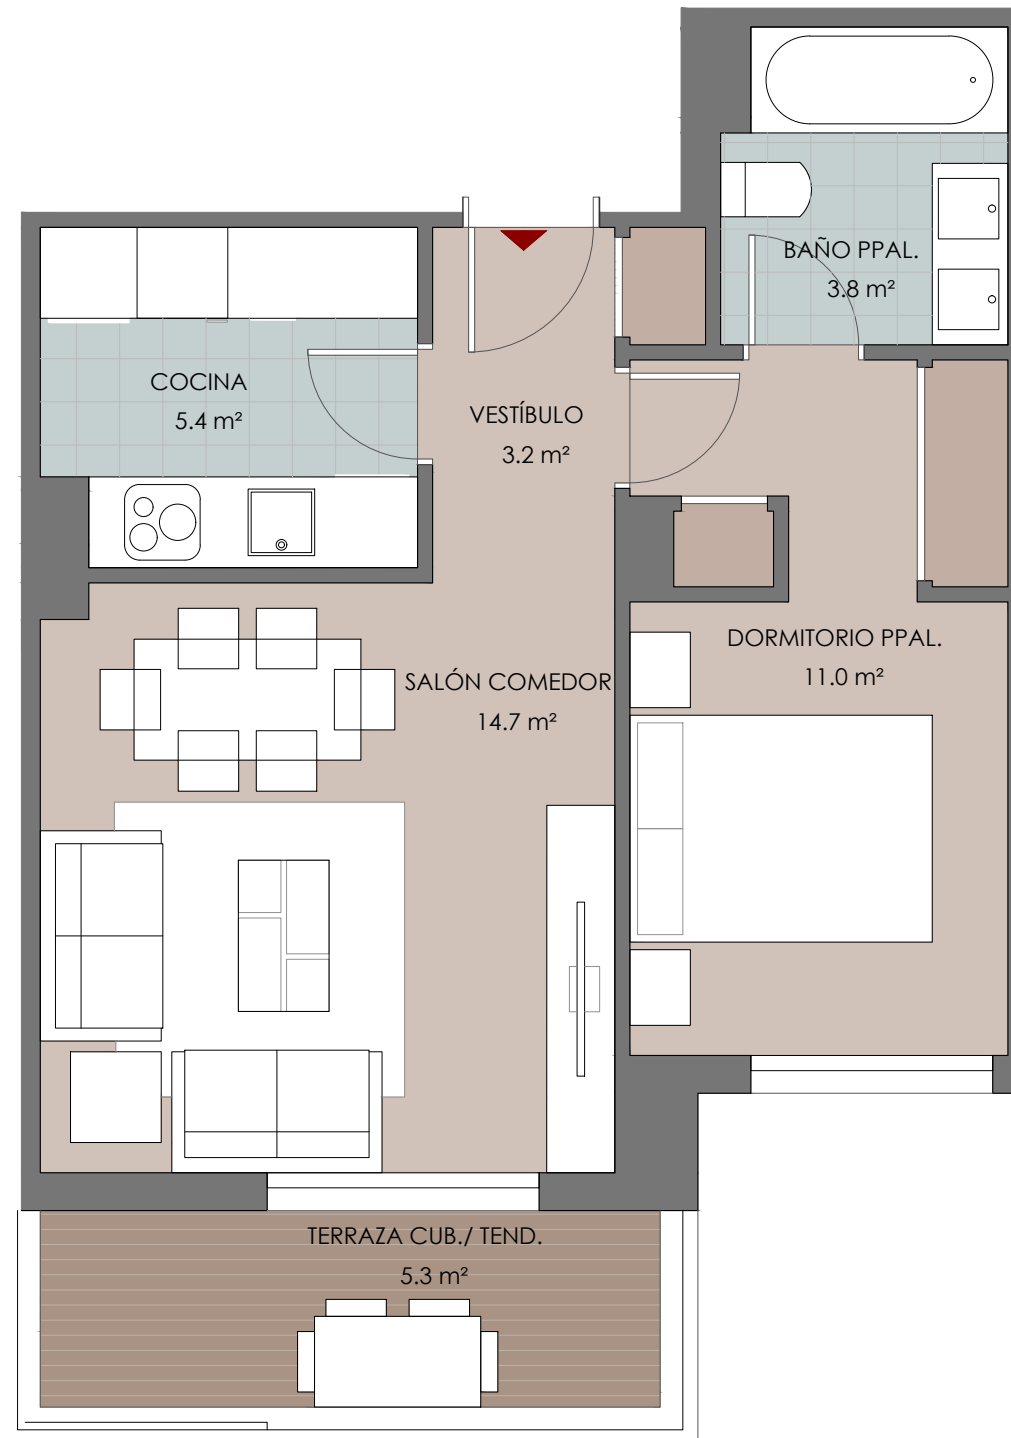 BAÑO PPAL.
3.8 m²
COCINA
5.4 m²
VESTÍBULO
3.2 m²
DORMITORIO PPAL.
11.0 m²
SALÓN COMEDOR
14.7 m²
TERRAZA CUB./ TEND.
5.3 m²